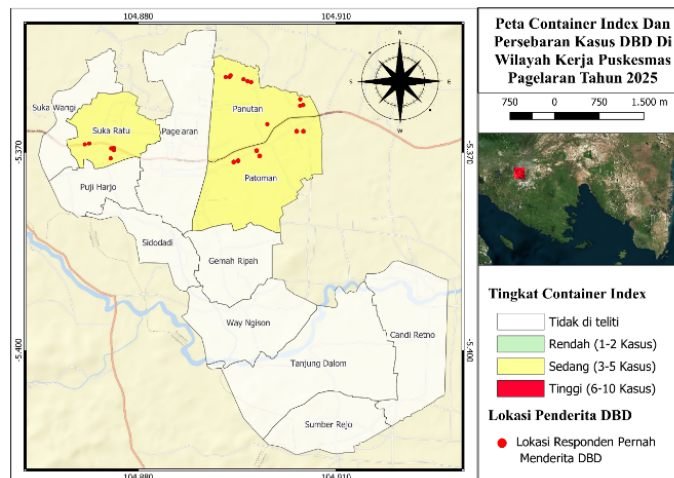 104.880
104.910
Suka Wangi
Suka Ratu
Pagelaran
Panutan
Patoman
Puji Harjo
Sidodadi
Gemah Ripah
Way Ngison
Candi Retno
Tanjung Dalom
Sumber Rejo
-5.370
-5.400
-5.370
-5.400
104.880
104.910
N
S
E
W
Peta Container Index Dan
Persebaran Kasus DBD Di
Wilayah Kerja Puskesmas
Pagelaran Tahun 2025
750 0 750 1.500 m
Tingkat Container Index
Tidak di teliti
Rendah (1-2 Kasus)
Sedang (3-5 Kasus)
Tinggi (6-10 Kasus)
Lokasi Penderita DBD
Lokasi Responden Pernah
Menderita DBD